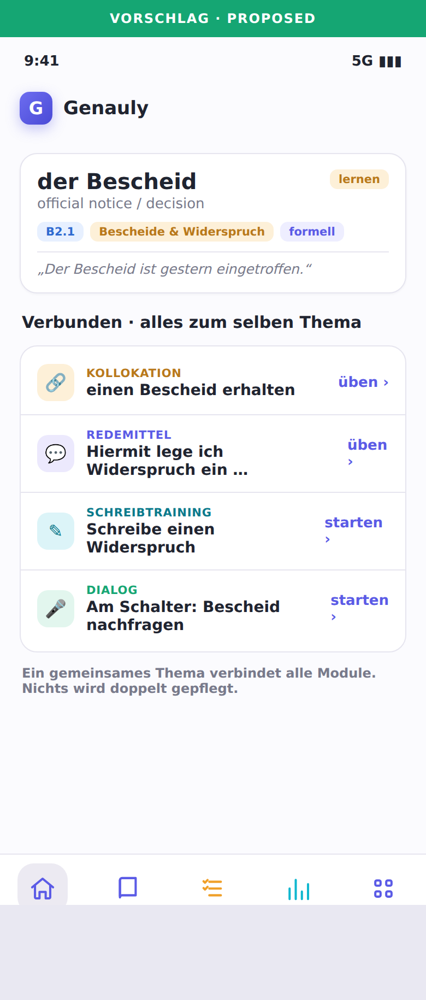 VORSCHLAG · PROPOSED
9:41
5G
G
Genauly
der Bescheid
lernen
official notice / decision
B2.1
Bescheide & Widerspruch
formell
„Der Bescheid ist gestern eingetroffen.“
Verbunden · alles zum selben Thema
KOLLOKATION
einen Bescheid erhalten
üben ›
REDEMITTEL
Hiermit lege ich
Widerspruch ein …
üben
›
SCHREIBTRAINING
Schreibe einen
Widerspruch
starten
›
DIALOG
Am Schalter: Bescheid
nachfragen
starten
›
Ein gemeinsames Thema verbindet alle Module.
Nichts wird doppelt gepflegt.